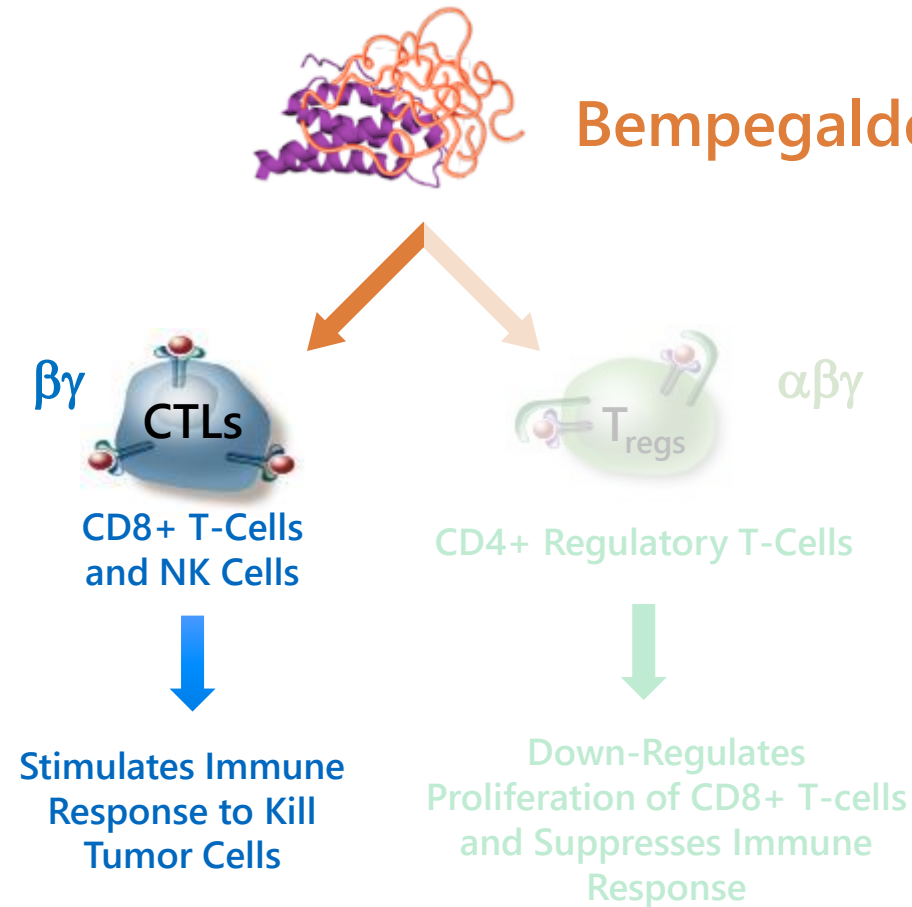 Bempegalde
βγ
CTLs
αβγ
Tregs
CD8+ T-Cells
and NK Cells
CD4+ Regulatory T-Cells
Stimulates Immune
Response to Kill
Tumor Cells
Down-Regulates
Proliferation of CD8+ T-cells
and Suppresses Immune
Response